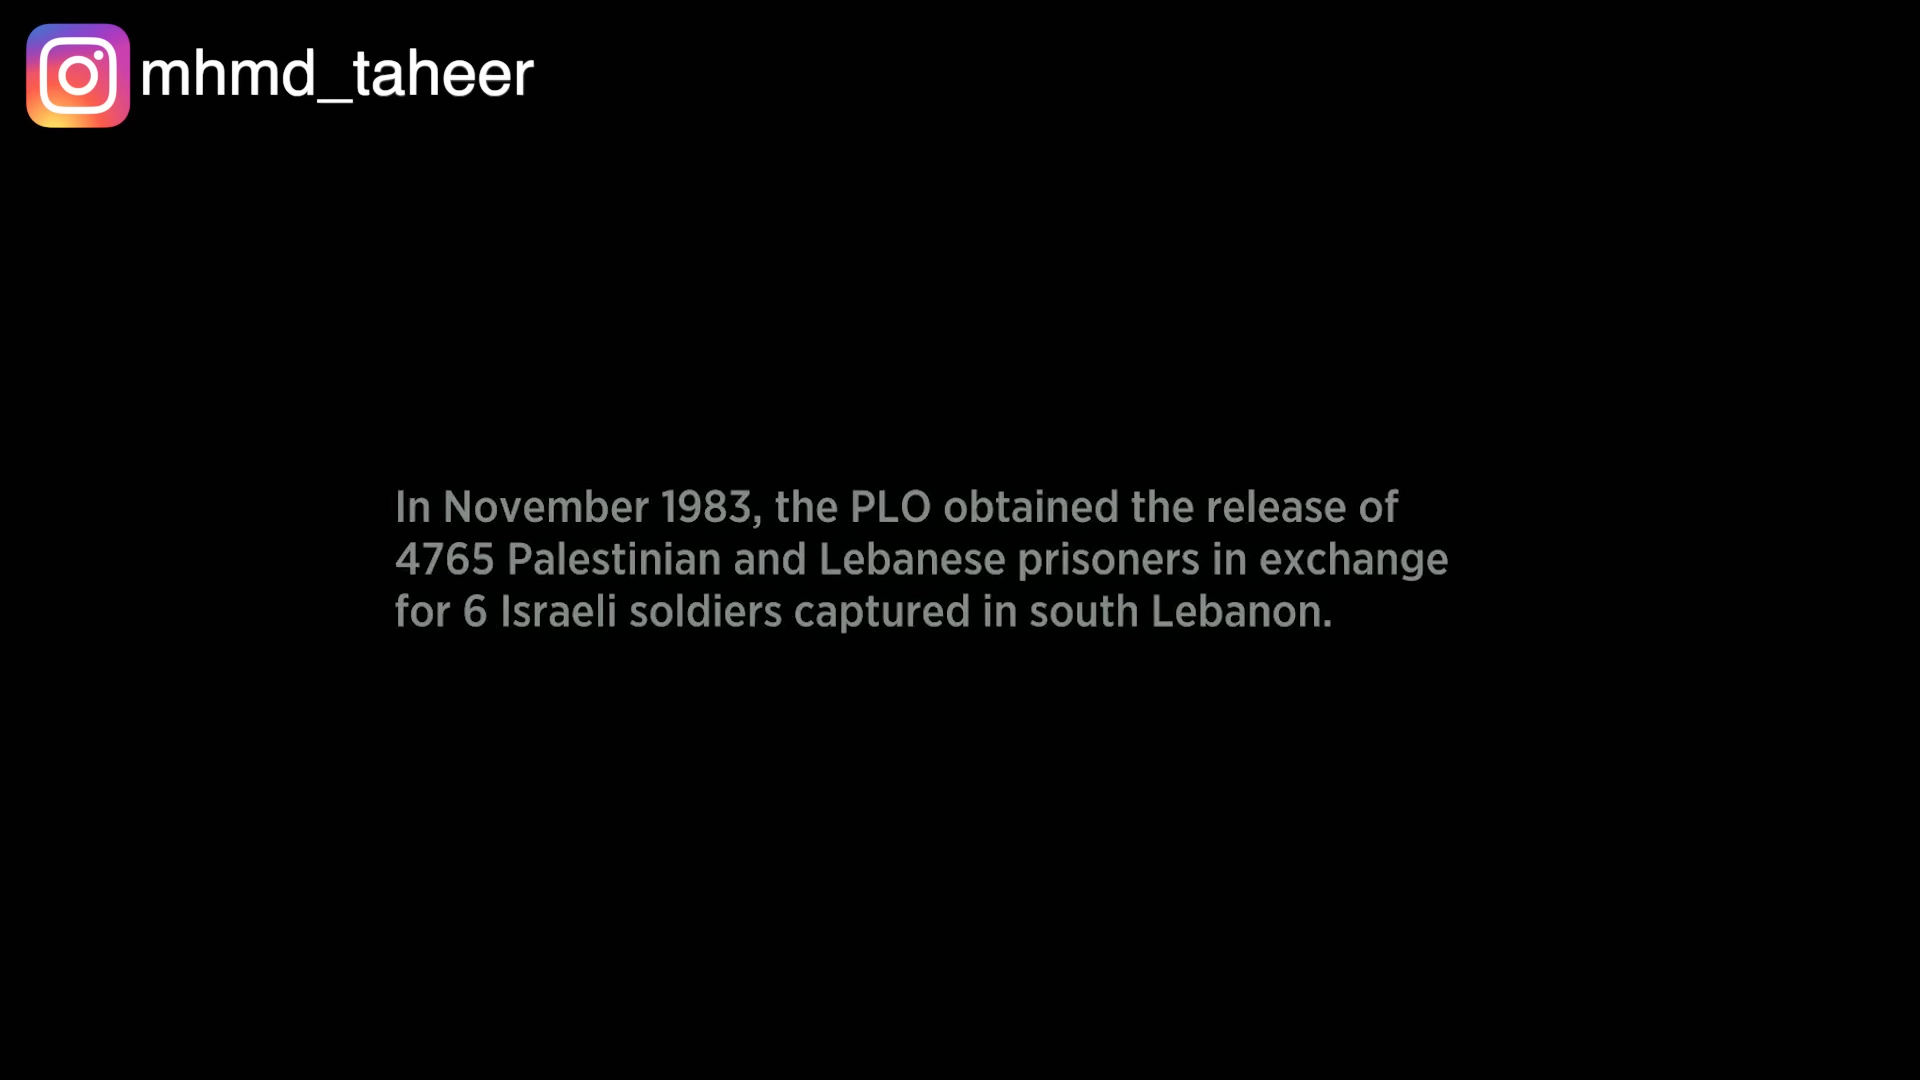 mhmd_taheer
In November 1983, the PLO obtained the release of
4765 Palestinian and Lebanese prisoners in exchange
for 6 Israeli soldiers captured in south Lebanon.